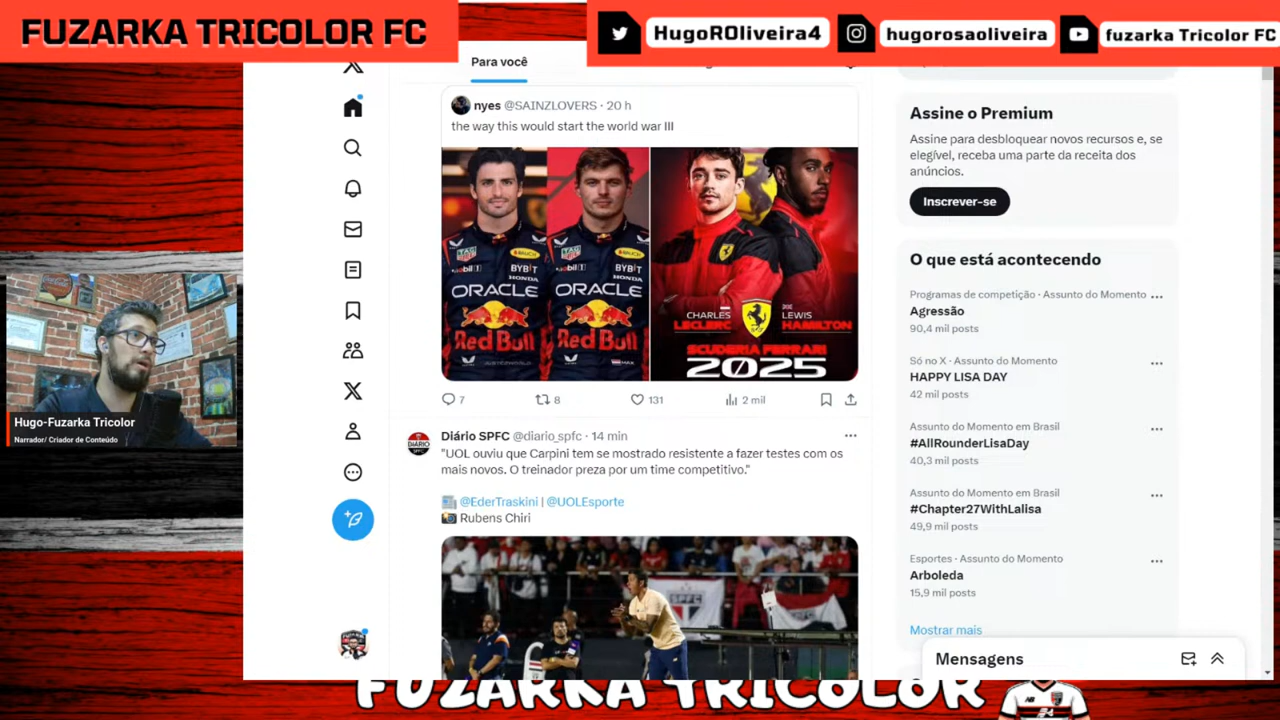 FUZARKA TRICOLOR FC
HugoROliveira4
hugorosaoliveira
fuzarka Tricolor FC
Para você
nyes @SAINZLOVERS · 20 h
the way this would start the world war III
BYBIT
HONDA
ORACLE
Red Bull
BYBIT
HONDA
ORACLE
Red Bull
CHARLES
LECLERC
LEWIS
HAMILTON
SCUDERIA FERRARI
2025
7
8
131
2 mil
Diário SPFC @diario_spfc · 14 min
"UOL ouviu que Carpini tem se mostrado resistente a fazer testes com os
mais novos. O treinador preza por um time competitivo."
@EderTraskini | @UOLEsporte
Rubens Chiri
Assine o Premium
Assine para desbloquear novos recursos e, se
elegível, receba uma parte da receita dos
anúncios.
Inscrever-se
O que está acontecendo
Programas de competição · Assunto do Momento
Agressão
90,4 mil posts
Só no X · Assunto do Momento
HAPPY LISA DAY
42 mil posts
Assunto do Momento em Brasil
#AllRounderLisaDay
40,3 mil posts
Assunto do Momento em Brasil
#Chapter27WithLalisa
49,9 mil posts
Esportes · Assunto do Momento
Arboleda
15,9 mil posts
Mostrar mais
Mensagens
Hugo-Fuzarka Tricolor
Narrador/ Criador de Conteúdo
FUZARKA TRICOLOR